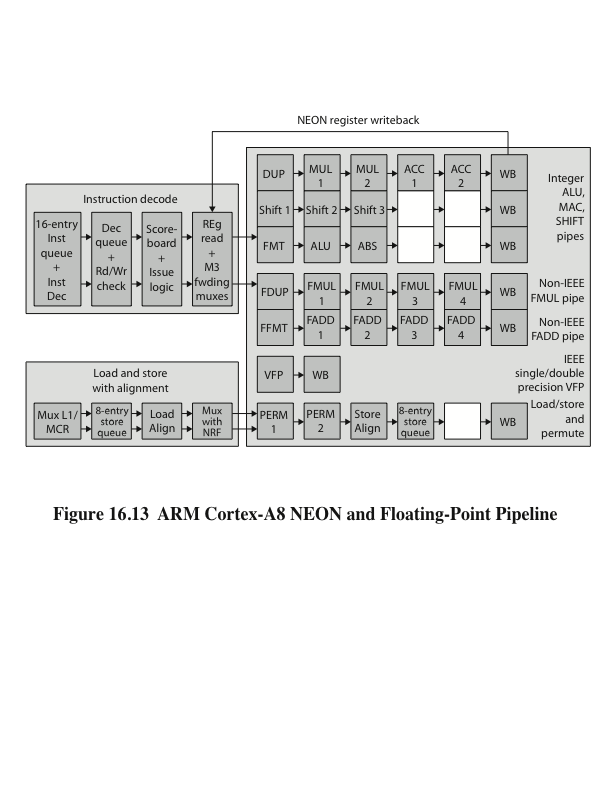 NEON register writeback
Instruction decode
16-entry
Inst
queue
+
Inst
Dec
Dec
queue
+
Rd/Wr
check
Score-
board
+
Issue
logic
REg
read
+
M3
fwding
muxes
DUP
MUL
1
MUL
2
ACC
1
ACC
2
WB
Shift 1
Shift 2
Shift 3
WB
FMT
ALU
ABS
WB
Integer
ALU,
MAC,
SHIFT
pipes
FDUP
FMUL
1
FMUL
2
FMUL
3
FMUL
4
WB
Non-IEEE
FMUL pipe
FFMT
FADD
1
FADD
2
FADD
3
FADD
4
WB
Non-IEEE
FADD pipe
VFP
WB
IEEE
single/double
precision VFP
Load and store
with alignment
Mux L1/
MCR
8-entry
store
queue
Load
Align
Mux
with
NRF
PERM
1
PERM
2
Store
Align
8-entry
store
queue
WB
Load/store
and
permute
Figure 16.13 ARM Cortex-A8 NEON and Floating-Point Pipeline